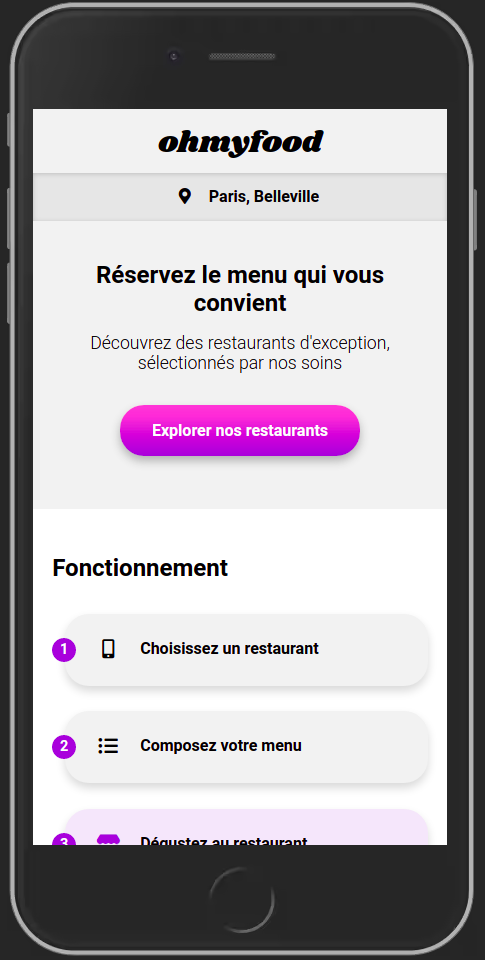 ohmyfood
Paris, Belleville
Réservez le menu qui vous
convient
Découvrez des restaurants d'exception,
sélectionnés par nos soins
Explorer nos restaurants
Fonctionnement
1 Choisissez un restaurant
2 Composez votre menu
3 Dégustez au restaurant